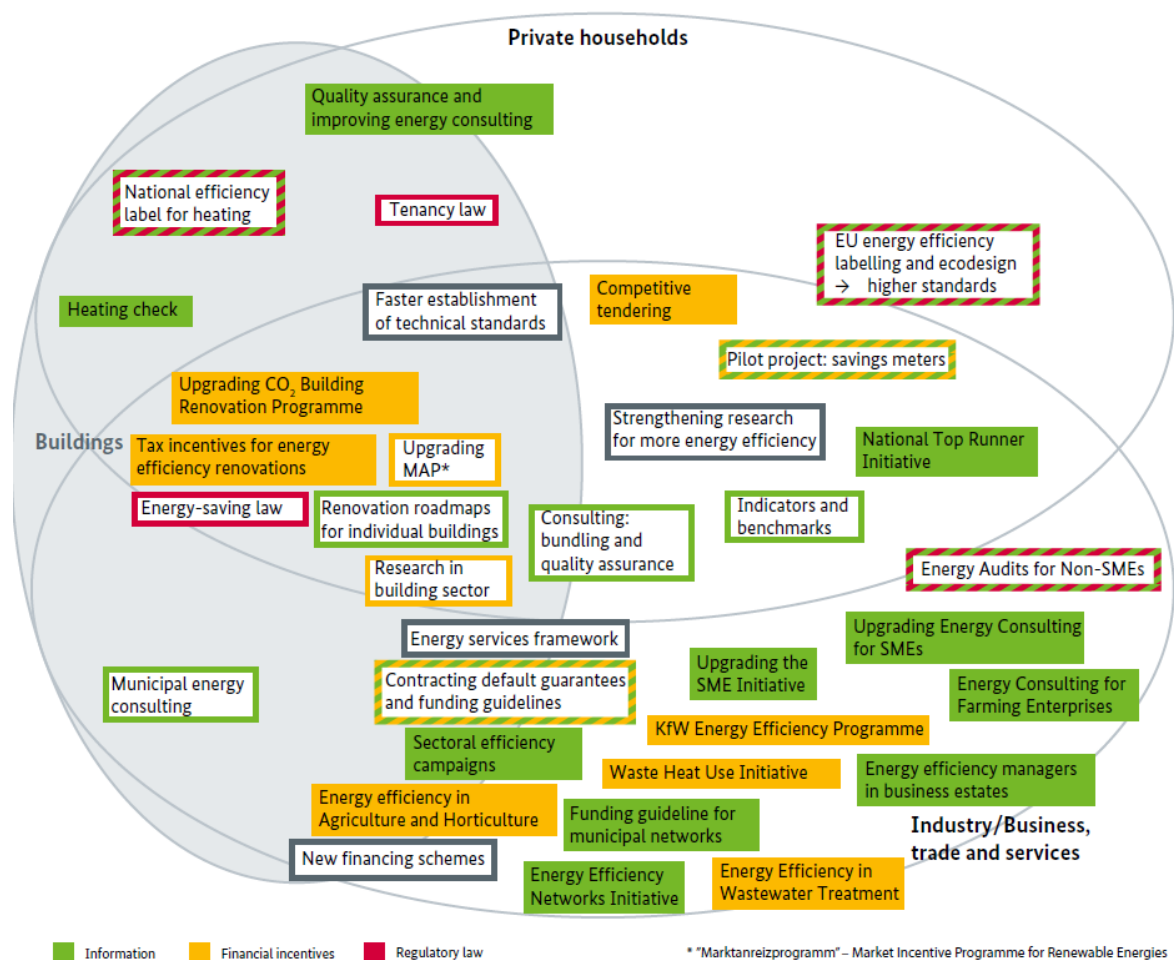 Private households
Quality assurance and
improving energy consulting
National efficiency
label for heating
Tenancy law
EU energy efficiency
labelling and ecodesign
→ higher standards
Heating check
Faster establishment
of technical standards
Competitive
tendering
Pilot project: savings meters
Upgrading CO₂ Building
Renovation Programme
Strengthening research
for more energy efficiency
Buildings
Tax incentives for energy
efficiency renovations
Upgrading
MAP*
National Top Runner
Initiative
Energy-saving law
Renovation roadmaps
for individual buildings
Consulting:
bundling and
quality assurance
Indicators and
benchmarks
Research in
building sector
Energy Audits for Non-SMEs
Energy services framework
Upgrading Energy Consulting
for SMEs
Municipal energy
consulting
Contracting default guarantees
and funding guidelines
Upgrading the
SME Initiative
Energy Consulting for
Farming Enterprises
KfW Energy Efficiency Programme
Sectoral efficiency
campaigns
Waste Heat Use Initiative
Energy efficiency managers
in business estates
Energy efficiency in
Agriculture and Horticulture
Funding guideline for
municipal networks
Industry/Business,
trade and services
New financing schemes
Energy Efficiency
Networks Initiative
Energy Efficiency in
Wastewater Treatment
Information
Financial incentives
Regulatory law
* "Marktanreizprogramm" – Market Incentive Programme for Renewable Energies